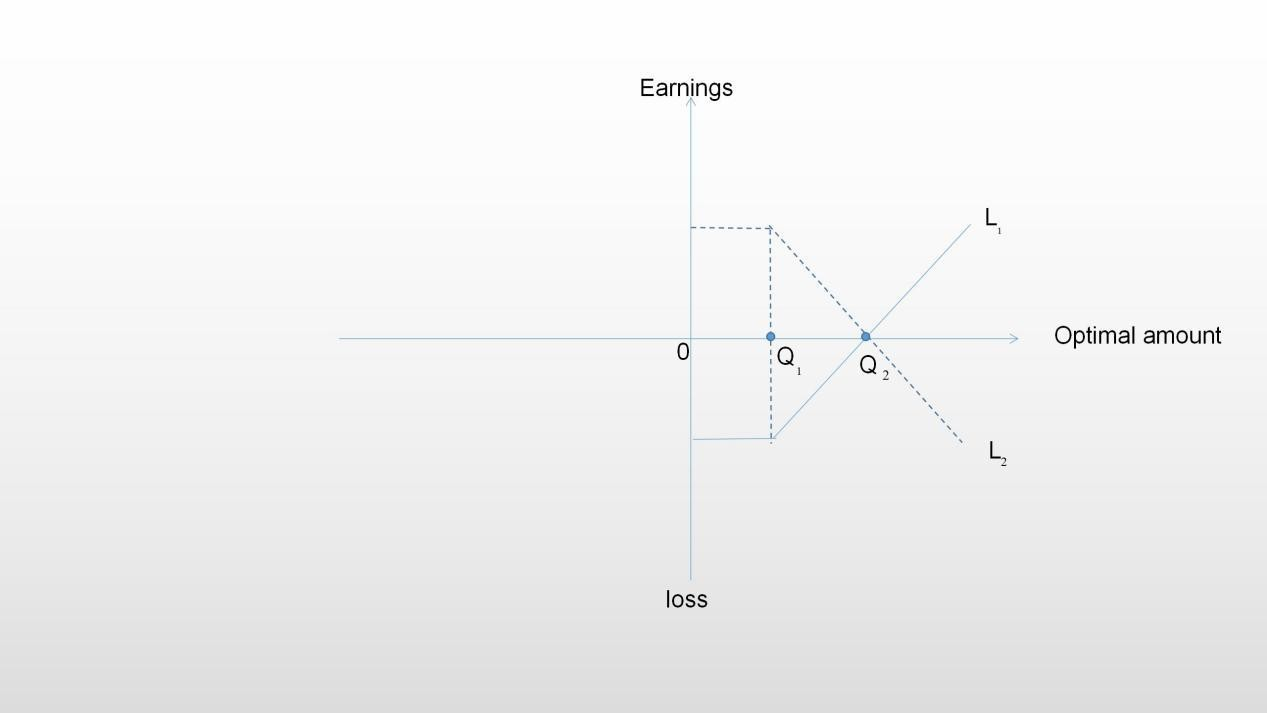 Earnings
L₁
Optimal amount
0
Q₁
Q₂
L₂
loss